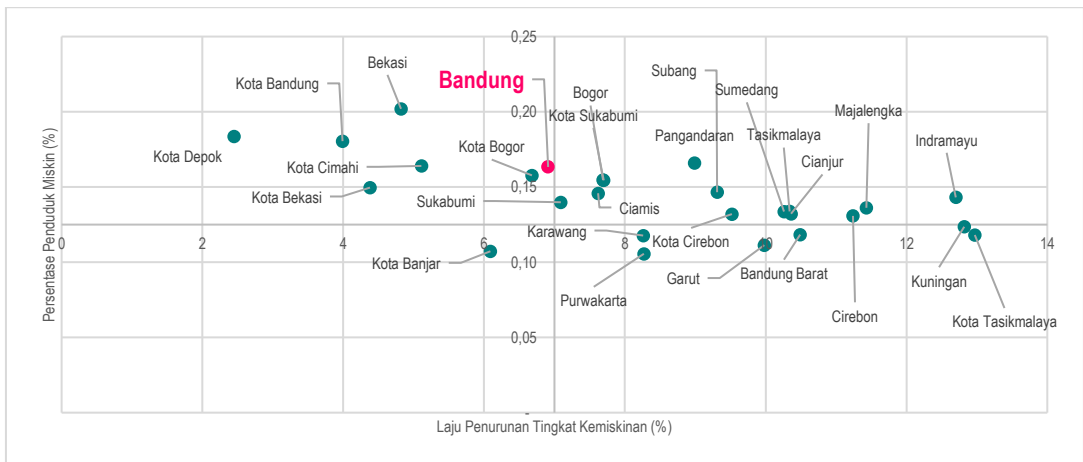 0,25
Bekasi
Subang
Kota Bandung
Bandung
Bogor
Sumedang
0,20
Kota Sukabumi
Majalengka
Pangandaran
Tasikmalaya
Indramayu
Kota Depok
Kota Cimahi
Kota Bogor
Cianjur
Kota Bekasi
0,15
Sukabumi
Ciamis
Karawang
0
2
4
6
8
10
12
14
Kota Cirebon
Kota Banjar
0,10
Garut
Bandung Barat
Kuningan
Purwakarta
Cirebon
Kota Tasikmalaya
0,05
-
Persentase Penduduk Miskin (%)
Laju Penurunan Tingkat Kemiskinan (%)